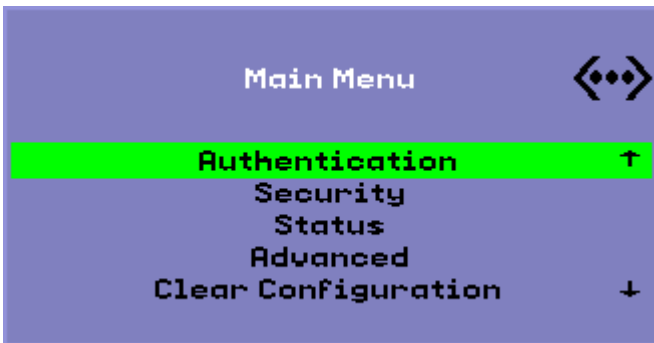 Main Menu
Authentication
Security
Status
Advanced
Clear Configuration